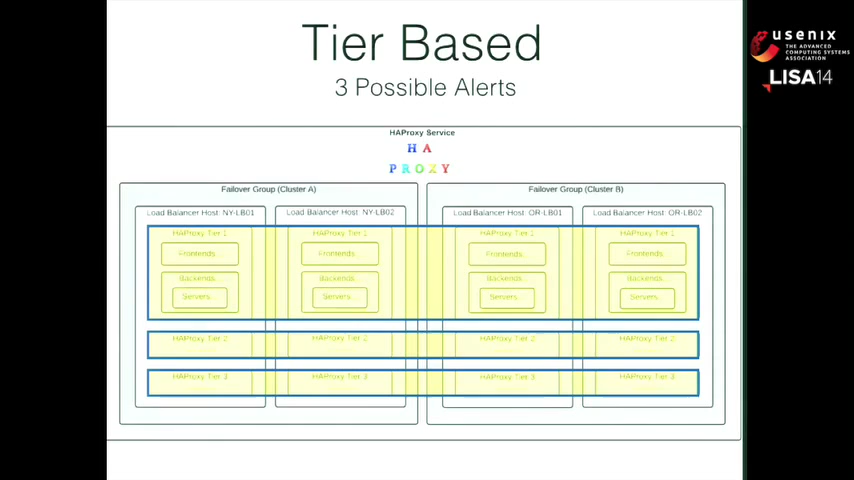 Tier Based
3 Possible Alerts
usenix
THE ADVANCED
COMPUTING SYSTEMS
ASSOCIATION
LISA14
HAProxy Service
H A
P R O X Y
Failover Group (Cluster A)
Failover Group (Cluster B)
Load Balancer Host: NY-LB01
Load Balancer Host: NY-LB02
Load Balancer Host: OR-LB01
Load Balancer Host: OR-LB02
HAProxy Tier 1
HAProxy Tier 1
HAProxy Tier 1
HAProxy Tier 1
Frontends
Frontends
Frontends
Frontends
Backends
Backends
Backends
Backends
Servers
Servers
Servers
Servers
HAProxy Tier 2
HAProxy Tier 2
HAProxy Tier 2
HAProxy Tier 2
HAProxy Tier 3
HAProxy Tier 3
HAProxy Tier 3
HAProxy Tier 3